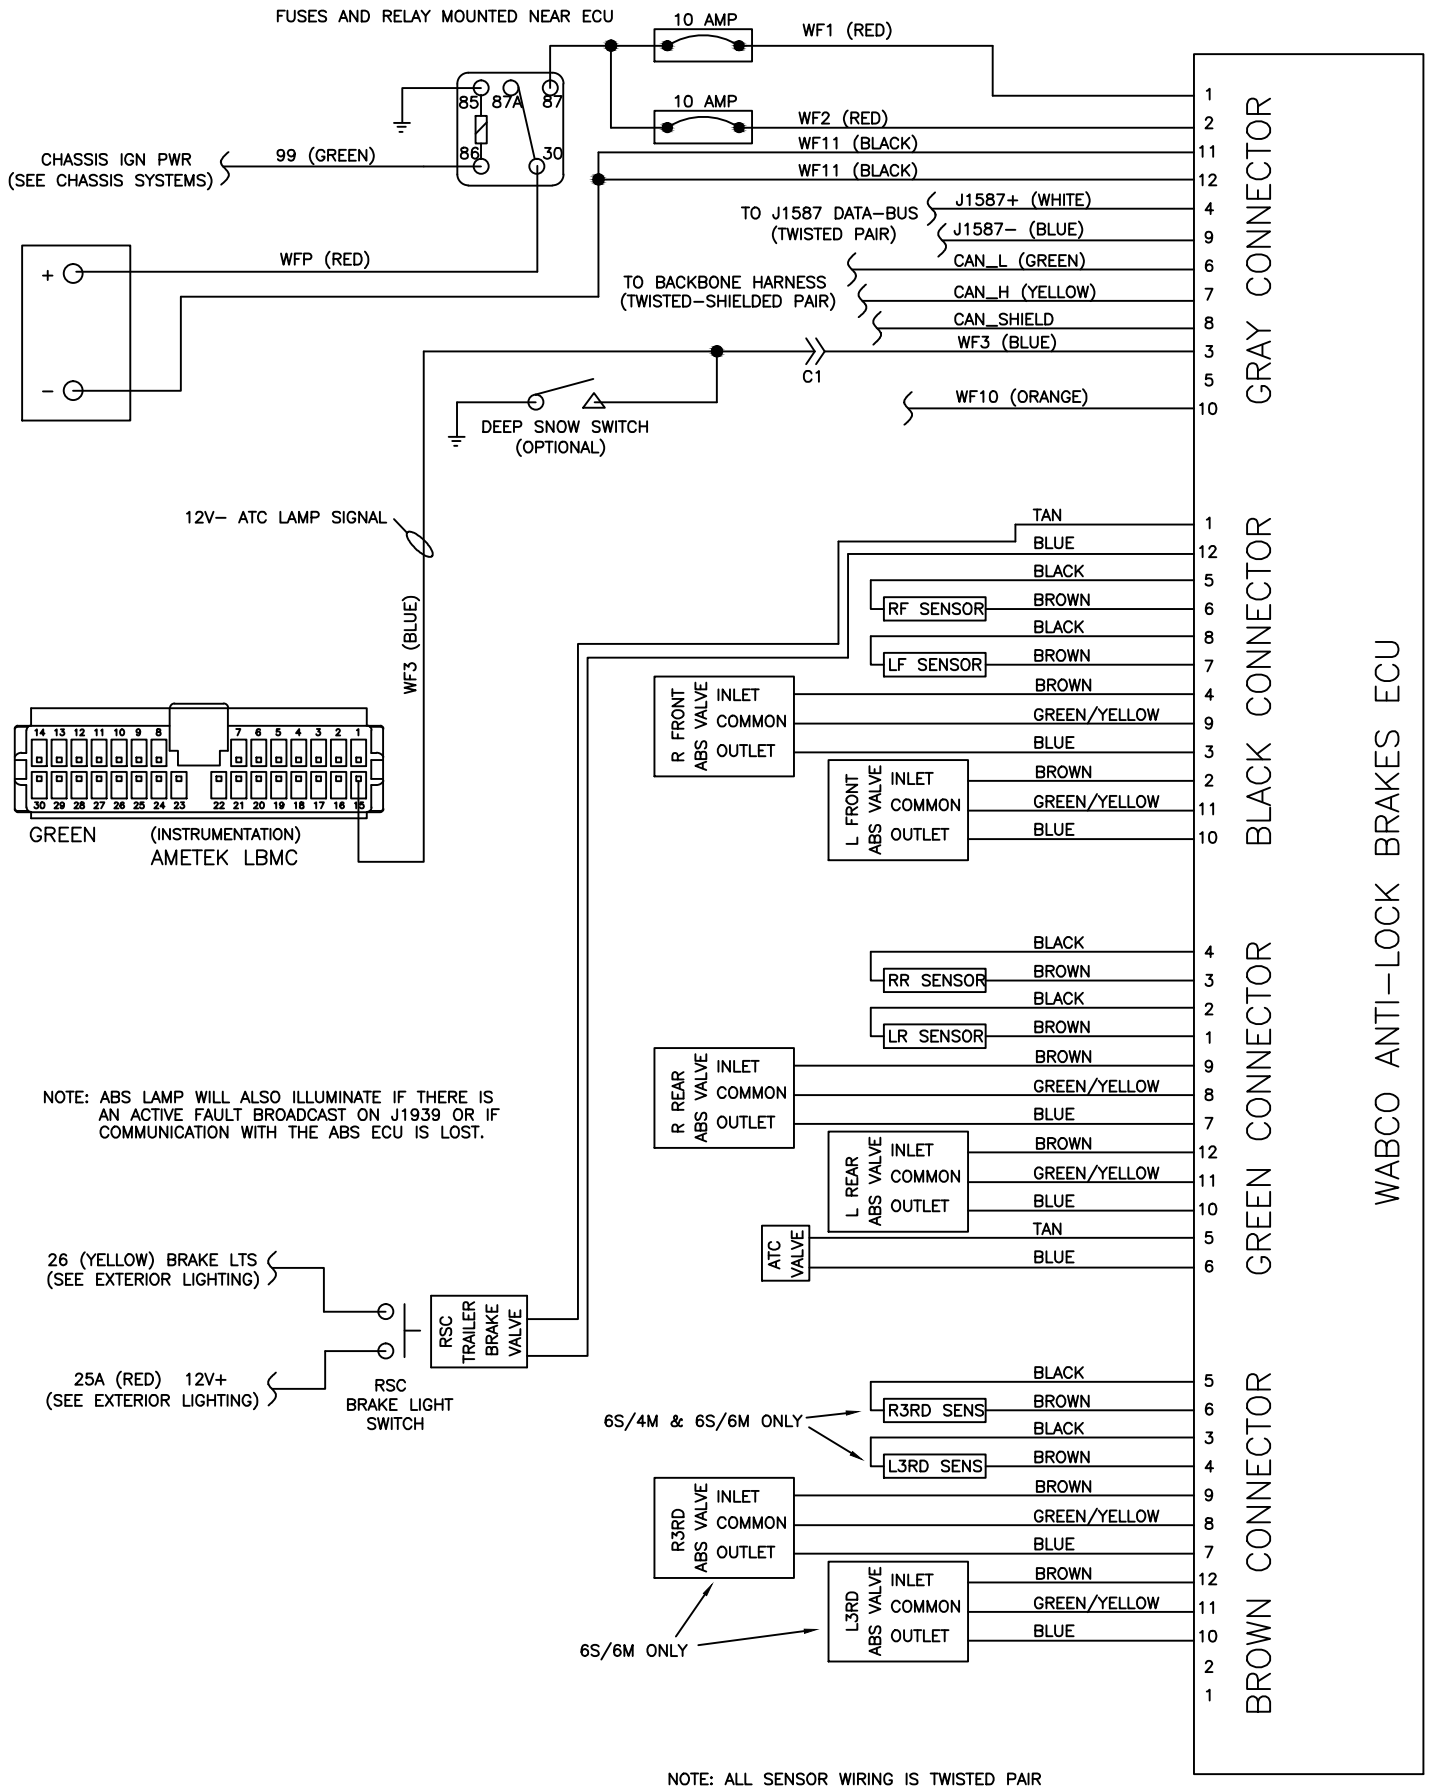 FUSES AND RELAY MOUNTED NEAR ECU
10 AMP
WF1 (RED)
85
87A
87
10 AMP
WF2 (RED)
WF11 (BLACK)
WF11 (BLACK)
86
30
CHASSIS IGN PWR
(SEE CHASSIS SYSTEMS)
99 (GREEN)
+
WFP (RED)
-
TO J1587 DATA-BUS
(TWISTED PAIR)
J1587+ (WHITE)
J1587- (BLUE)
TO BACKBONE HARNESS
(TWISTED-SHIELDED PAIR)
CAN_L (GREEN)
CAN_H (YELLOW)
CAN_SHIELD
WF3 (BLUE)
C1
WF10 (ORANGE)
DEEP SNOW SWITCH
(OPTIONAL)
1
2
11
12
4
9
6
7
8
3
5
10
GRAY CONNECTOR
12V- ATC LAMP SIGNAL
WF3 (BLUE)
14 13 12 11 10 9 8 7 6 5 4 3 2 1
30 29 28 27 26 25 24 23 22 21 20 19 18 17 16 15
GREEN
(INSTRUMENTATION)
AMETEK LBMC
TAN 1
BLUE 12
BLACK 5
RF SENSOR BROWN 6
BLACK 8
LF SENSOR BROWN 7
R FRONT
ABS VALVE
INLET BROWN 4
COMMON GREEN/YELLOW 9
OUTLET BLUE 3
L FRONT
ABS VALVE
INLET BROWN 2
COMMON GREEN/YELLOW 11
OUTLET BLUE 10
BLACK CONNECTOR
WABCO ANTI-LOCK BRAKES ECU
BLACK 4
RR SENSOR BROWN 3
BLACK 2
LR SENSOR BROWN 1
R REAR
ABS VALVE
INLET BROWN 9
COMMON GREEN/YELLOW 8
OUTLET BLUE 7
L REAR
ABS VALVE
INLET BROWN 12
COMMON GREEN/YELLOW 11
OUTLET BLUE 10
ATC
VALVE
TAN 5
BLUE 6
GREEN CONNECTOR
NOTE: ABS LAMP WILL ALSO ILLUMINATE IF THERE IS
AN ACTIVE FAULT BROADCAST ON J1939 OR IF
COMMUNICATION WITH THE ABS ECU IS LOST.
26 (YELLOW) BRAKE LTS
(SEE EXTERIOR LIGHTING)
25A (RED) 12V+
(SEE EXTERIOR LIGHTING)
RSC
BRAKE LIGHT
SWITCH
RSC
TRAILER
BRAKE
VALVE
6S/4M & 6S/6M ONLY
BLACK 5
R3RD SENS BROWN 6
BLACK 3
L3RD SENS BROWN 4
R3RD
ABS VALVE
INLET BROWN 9
COMMON GREEN/YELLOW 8
OUTLET BLUE 7
L3RD
ABS VALVE
INLET BROWN 12
COMMON GREEN/YELLOW 11
OUTLET BLUE 10
2
1
6S/6M ONLY
BROWN CONNECTOR
NOTE: ALL SENSOR WIRING IS TWISTED PAIR